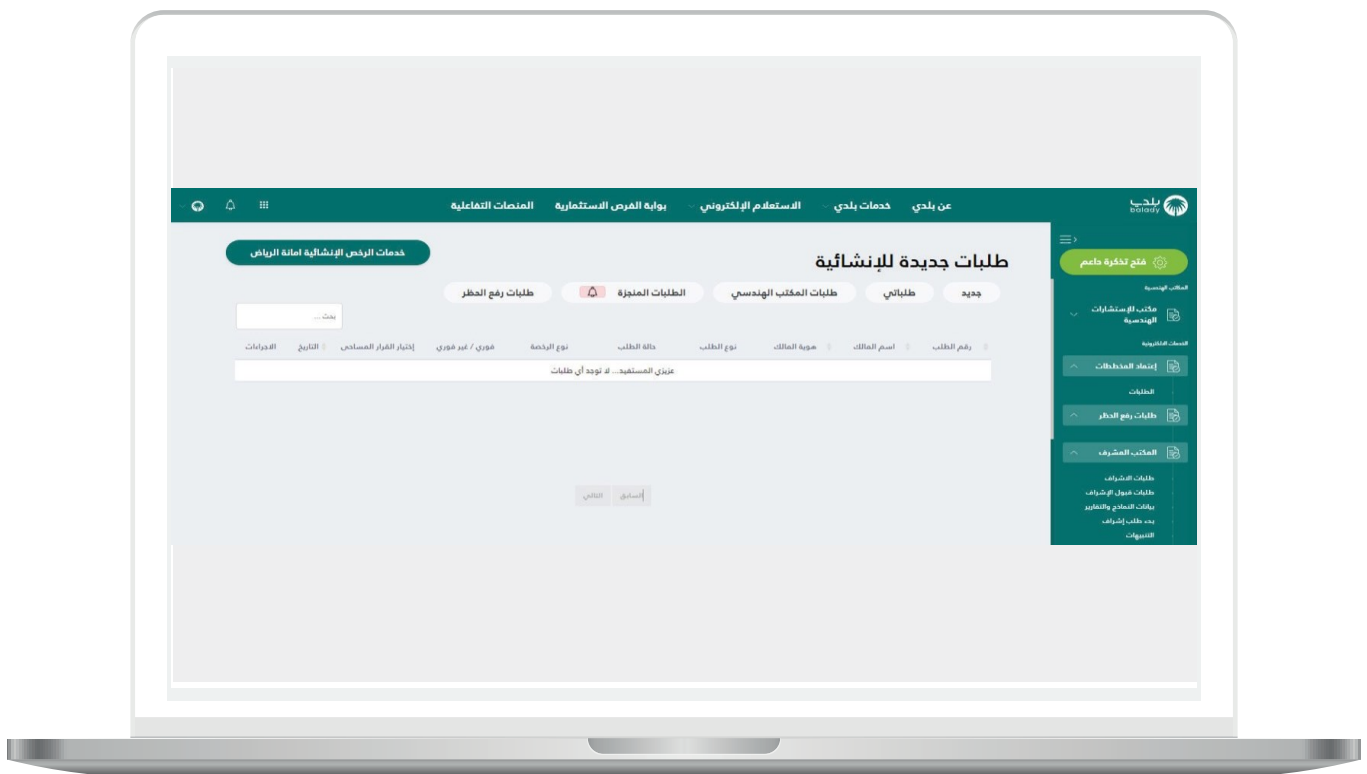 بلدي
balady
عن بلدي خدمات بلدي الاستعلام الإلكتروني بوابة الفرص الاستثمارية المنصات التفاعلية
فتح تذكرة داعم
المكاتب الهندسية
مكتب للإستشارات
الهندسية
الخدمات الالكترونية
إعتماد المخططات
الطلبات
طلبات رفع الحظر
المكتب المشرف
طلبات الاشراف
طلبات قبول الإشراف
بيانات النماذج والتقارير
بدء طلب إشراف
التنبيهات
خدمات الرخص الإنشائية امانة الرياض
طلبات جديدة للإنشائية
جديد طلباتي طلبات المكتب الهندسي الطلبات المنجزة طلبات رفع الحظر
بحث ...
رقم الطلب اسم المالك هوية المالك نوع الطلب حالة الطلب نوع الرخصة فوري / غير فوري إختيار القرار المساحي التاريخ الاجراءات
عزيزي المستفيد... لا توجد أي طلبات
السابق التالي